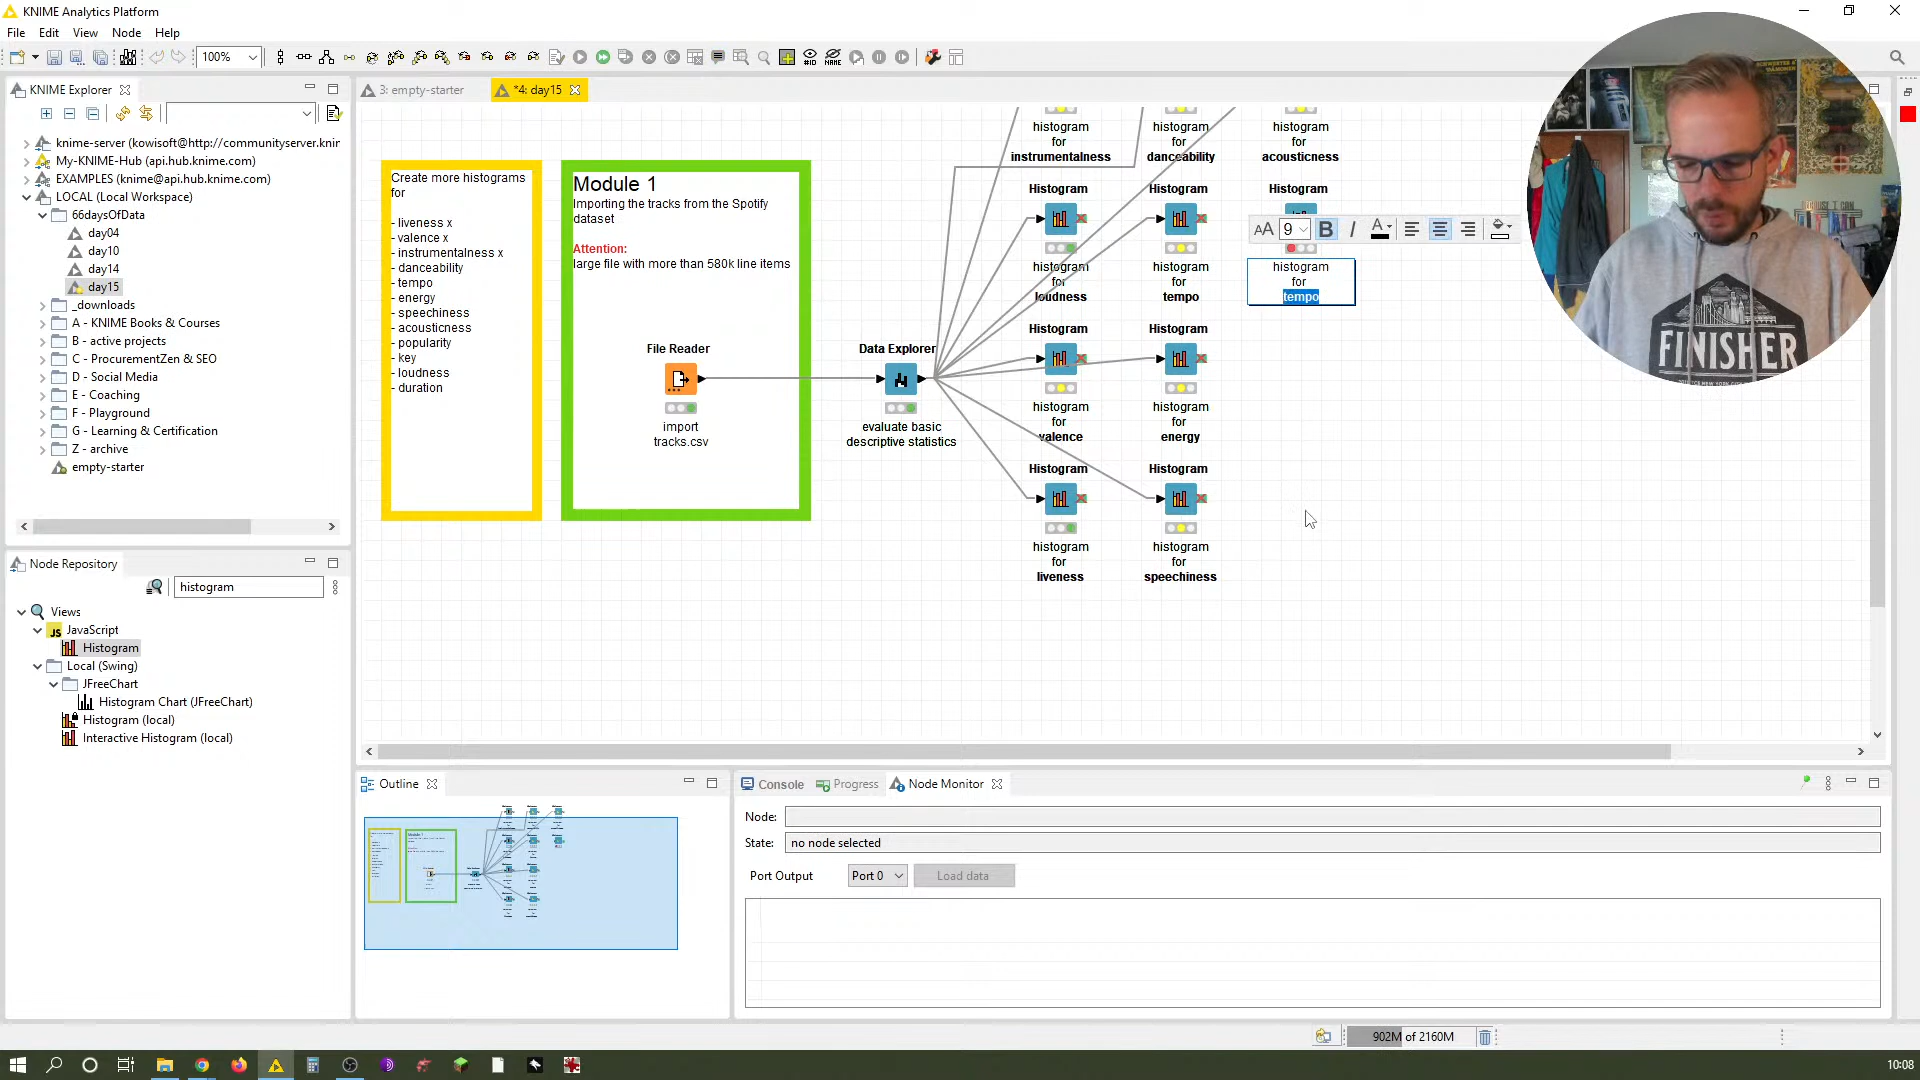 KNIME Analytics Platform
File Edit View Node Help
100%
KNIME Explorer
3: empty-starter
*4: day15
knime-server (kowisoft@http://communityserver.knir
My-KNIME-Hub (api.hub.knime.com)
EXAMPLES (knime@api.hub.knime.com)
LOCAL (Local Workspace)
66daysOfData
day04
day10
day14
day15
_downloads
A - KNIME Books & Courses
B - active projects
C - ProcurementZen & SEO
D - Social Media
E - Coaching
F - Playground
G - Learning & Certification
Z - archive
empty-starter
Node Repository
histogram
Views
JS JavaScript
Histogram
Local (Swing)
JFreeChart
Histogram Chart (JFreeChart)
Histogram (local)
Interactive Histogram (local)
Create more histograms
for
- liveness x
- valence x
- instrumentalness x
- danceability
- tempo
- energy
- speechiness
- acousticness
- popularity
- key
- loudness
- duration
Module 1
Importing the tracks from the Spotify
dataset
Attention:
large file with more than 580k line items
File Reader
import
tracks.csv
Data Explorer
evaluate basic
descriptive statistics
histogram
for
instrumentalness
histogram
for
danceability
histogram
for
acousticness
Histogram
histogram
for
loudness
Histogram
histogram
for
tempo
Histogram
AA 9 B I A
histogram
for
tempo
Histogram
histogram
for
valence
Histogram
histogram
for
energy
Histogram
histogram
for
liveness
Histogram
histogram
for
speechiness
FINISHER
Outline
Console
Progress
Node Monitor
Node:
State: no node selected
Port Output Port 0 Load data
902M of 2160M
10:08